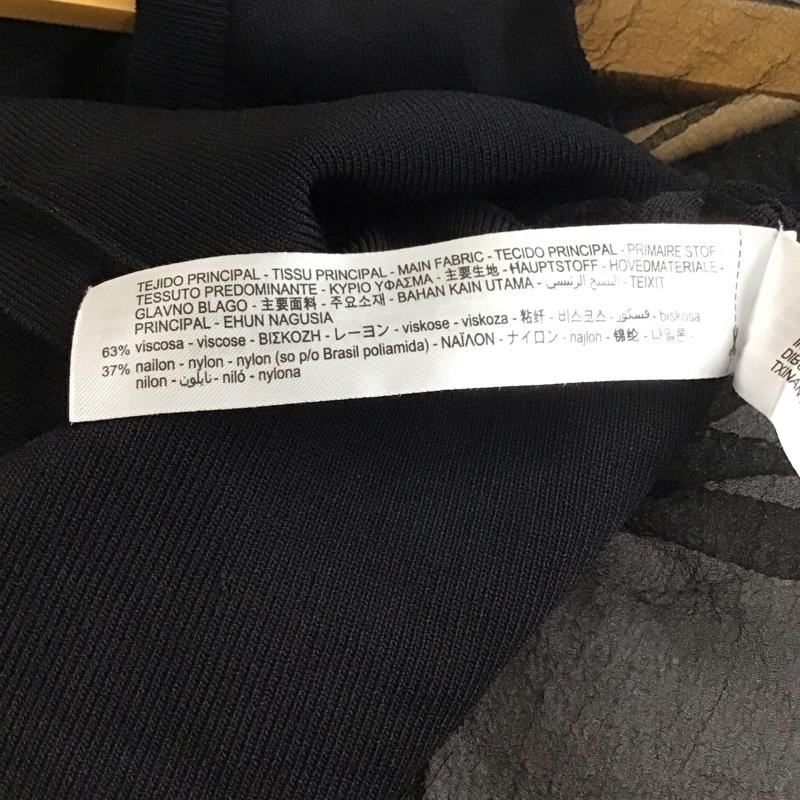 TEJIDO PRINCIPAL - TISSU PRINCIPAL - MAIN FABRIC - TECIDO PRINCIPAL - PRIMAIRE STOF -
TESSUTO PREDOMINANTE - ΚΥΡΙΟ ΥΦΑΣΜΑ - 主要生地 - HAUPTSTOFF - HOVEDMATERIALE -
GLAVNO BLAGO - 主要面料 - 주요소재 - BAHAN KAIN UTAMA - النسيج الرئيسي - TEIXIT
PRINCIPAL - EHUN NAGUSIA
63% viscosa - viscose - ΒΙΣΚΟΖΗ - レーヨン - viskose - viskoza - 粘纤 - 비스코스 - فسكوز - biskosa
37% nailon - nylon - nylon (so p/o Brasil poliamida) - ΝΑΪΛΟΝ - ナイロン - najlon - 锦纶 - 나일론 -
nilon - نايلون - niló - nylona
DIBU
TXINAN